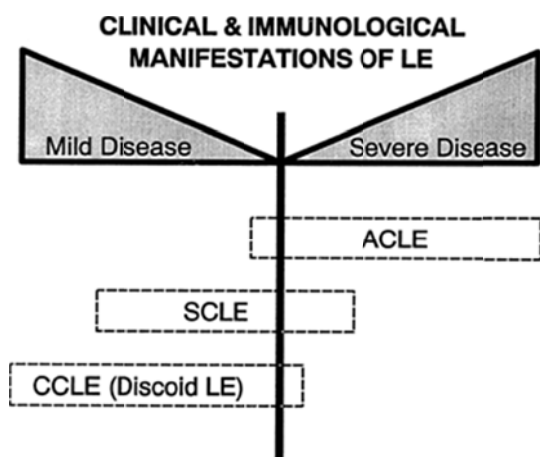 CLINICAL & IMMUNOLOGICAL
MANIFESTATIONS OF LE
Mild Disease
Severe Disease
ACLE
SCLE
CCLE (Discoid LE)